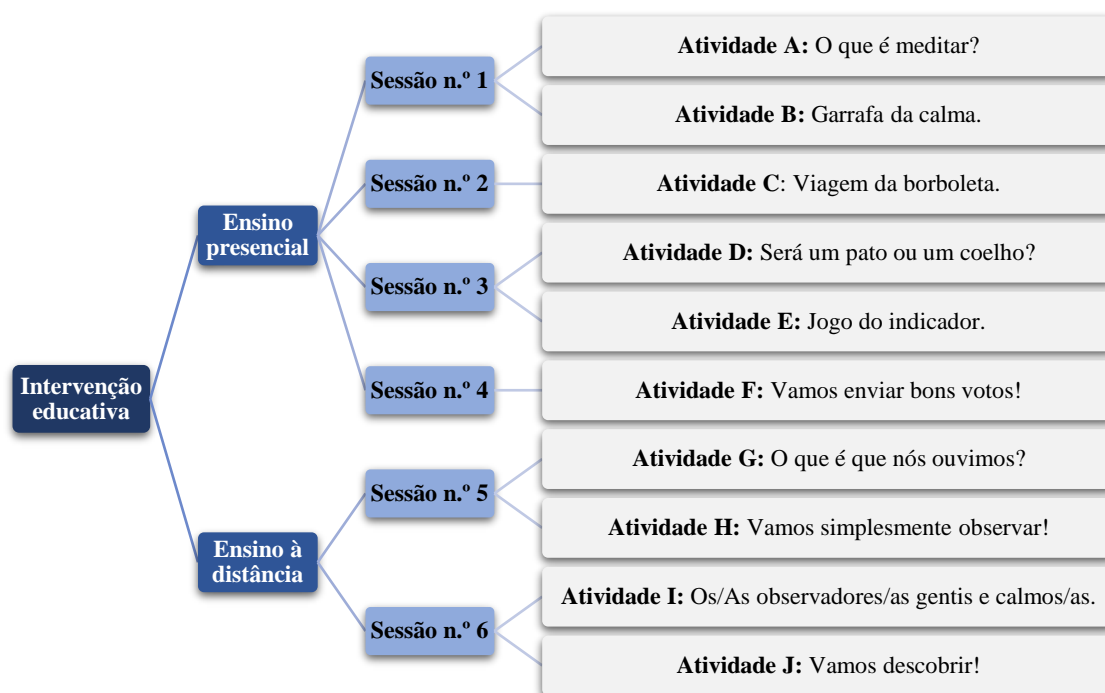 Intervenção
educativa
Ensino
presencial
Sessão n.º 1
Atividade A: O que é meditar?
Atividade B: Garrafa da calma.
Sessão n.º 2
Atividade C: Viagem da borboleta.
Sessão n.º 3
Atividade D: Será um pato ou um coelho?
Atividade E: Jogo do indicador.
Sessão n.º 4
Atividade F: Vamos enviar bons votos!
Ensino à
distância
Sessão n.º 5
Atividade G: O que é que nós ouvimos?
Atividade H: Vamos simplesmente observar!
Sessão n.º 6
Atividade I: Os/As observadores/as gentis e calmos/as.
Atividade J: Vamos descobrir!